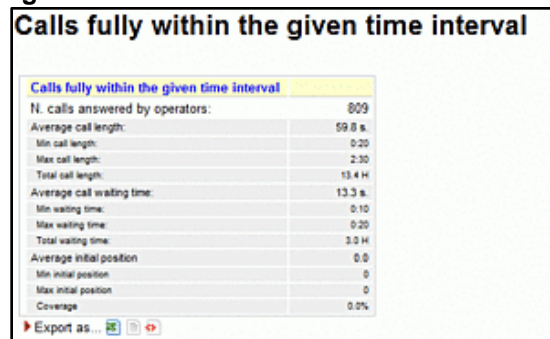 Calls fully within the given time interval
Calls fully within the given time interval
N. calls answered by operators: 809
Average call length: 59.8 s.
Min call length: 0:20
Max call length: 2:30
Total call length: 13.4 H
Average call waiting time: 13.3 s.
Min waiting time: 0:10
Max waiting time: 0:20
Total waiting time: 3.0 H
Average initial position 0.0
Min initial position 0
Max initial position 0
Coverage 0.0%
Export as...